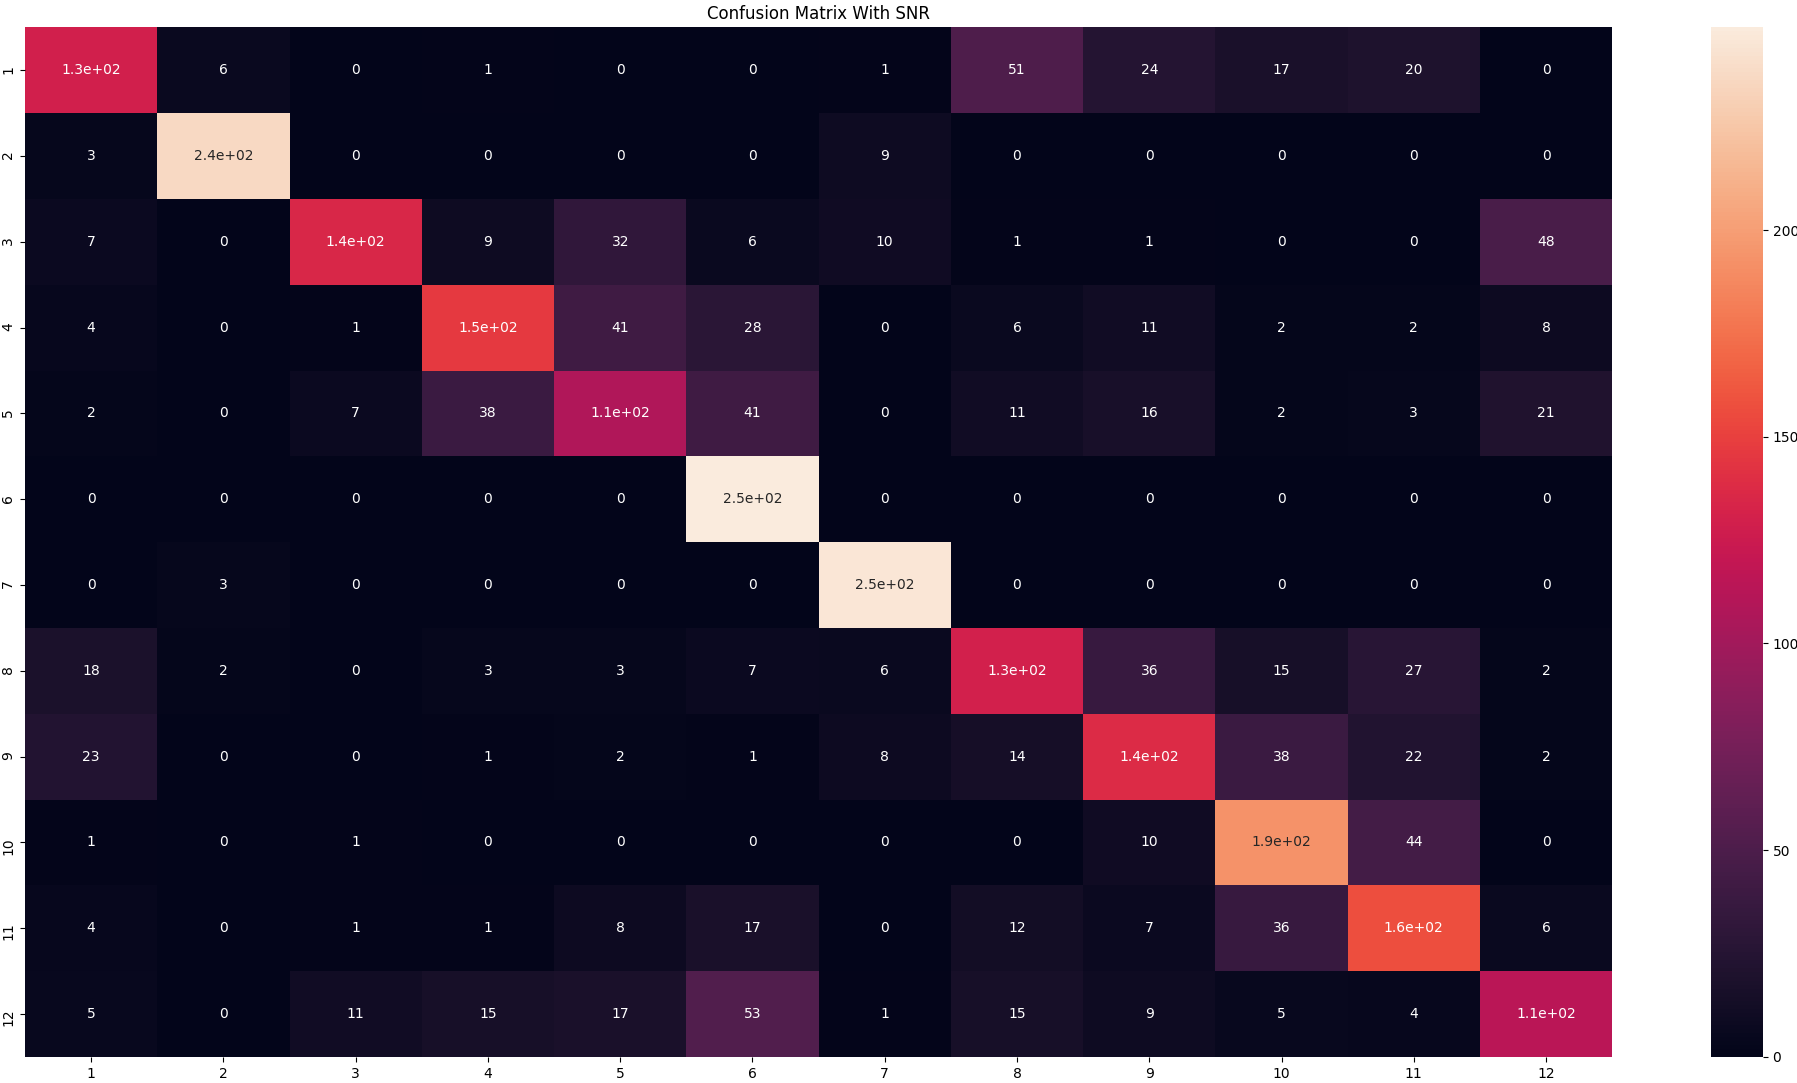 Confusion Matrix With SNR
1 1.3e+02 6 0 1 0 0 1 51 24 17 20 0
2 3 2.4e+02 0 0 0 0 9 0 0 0 0 0
3 7 0 1.4e+02 9 32 6 10 1 1 0 0 48
4 4 0 1 1.5e+02 41 28 0 6 11 2 2 8
5 2 0 7 38 1.1e+02 41 0 11 16 2 3 21
6 0 0 0 0 0 2.5e+02 0 0 0 0 0 0
7 0 3 0 0 0 0 2.5e+02 0 0 0 0 0
8 18 2 0 3 3 7 6 1.3e+02 36 15 27 2
9 23 0 0 1 2 1 8 14 1.4e+02 38 22 2
10 1 0 1 0 0 0 0 0 10 1.9e+02 44 0
11 4 0 1 1 8 17 0 12 7 36 1.6e+02 6
12 5 0 11 15 17 53 1 15 9 5 4 1.1e+02
1 2 3 4 5 6 7 8 9 10 11 12
200
150
100
50
0